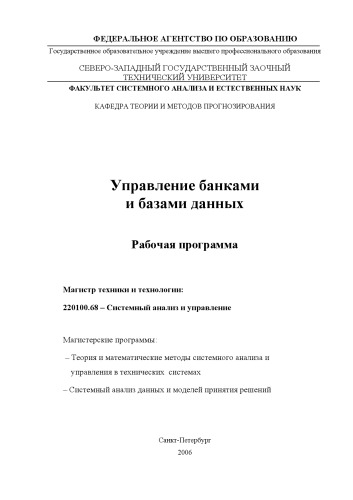 ФЕДЕРАЛЬНОЕ АГЕНТСТВО ПО ОБРАЗОВАНИЮ
Государственное образовательное учреждение высшего профессионального образования
СЕВЕРО-ЗАПАДНЫЙ ГОСУДАРСТВЕННЫЙ ЗАОЧНЫЙ
ТЕХНИЧЕСКИЙ УНИВЕРСИТЕТ
ФАКУЛЬТЕТ СИСТЕМНОГО АНАЛИЗА И ЕСТЕСТВЕННЫХ НАУК
КАФЕДРА ТЕОРИИ И МЕТОДОВ ПРОГНОЗИРОВАНИЯ
Управление банками
и базами данных
Рабочая программа
Магистр техники и технологии:
220100.68 – Системный анализ и управление
Магистерские программы:
– Теория и математические методы системного анализа и
управления в технических системах
– Системный анализ данных и моделей принятия решений
Санкт-Петербург
2006